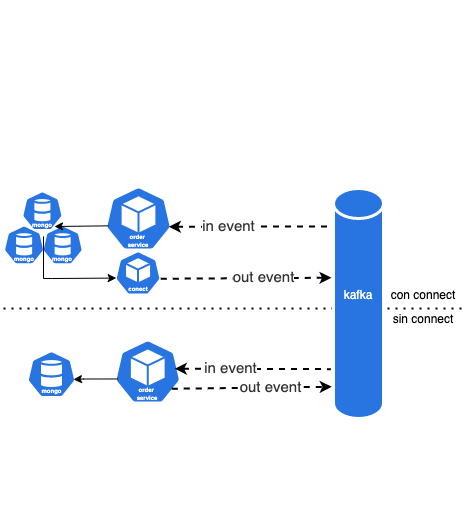 mongo
mongo
mongo
order
service
in event
conect
out event
kafka
con connect
sin connect
mongo
order
service
in event
out event